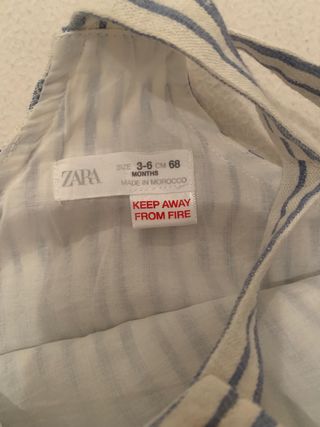 ZARA
SIZE 3-6 CM 68
MONTHS
MADE IN MOROCCO
KEEP AWAY
FROM FIRE